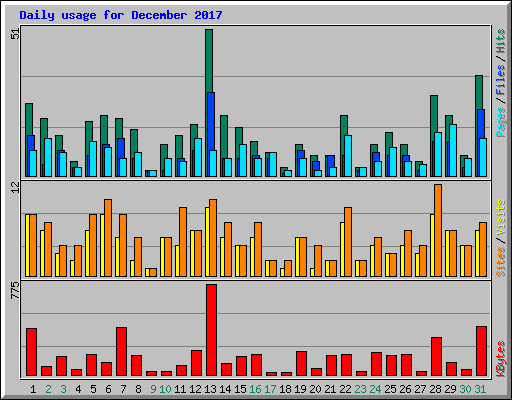 Daily usage for December 2017
51
Pages / Files / Hits
12
Sites / Visits
775
KBytes
1 2 3 4 5 6 7 8 9 10 11 12 13 14 15 16 17 18 19 20 21 22 23 24 25 26 27 28 29 30 31